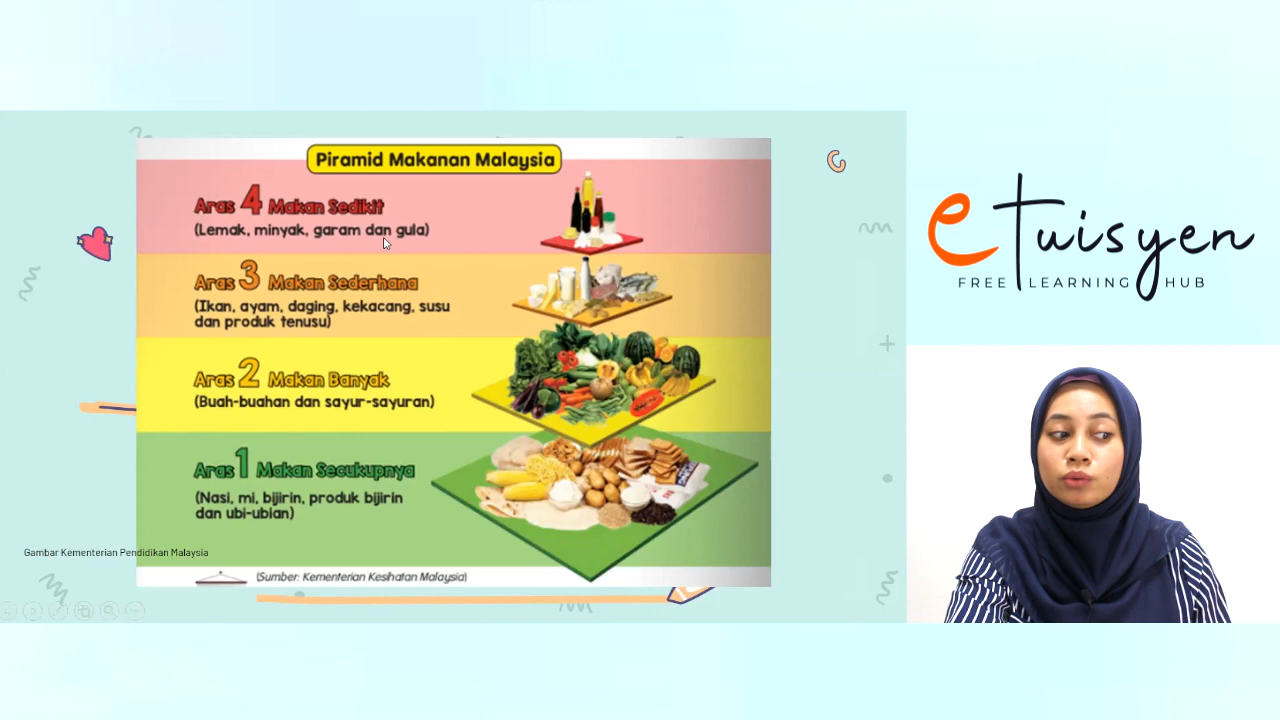 Piramid Makanan Malaysia
Aras 4 Makan Sedikit
(Lemak, minyak, garam dan gula)
Aras 3 Makan Sederhana
(Ikan, ayam, daging, kekacang, susu
dan produk tenusu)
Aras 2 Makan Banyak
(Buah-buahan dan sayur-sayuran)
Aras 1 Makan Secukupnya
(Nasi, mi, bijirin, produk bijirin
dan ubi-ubian)
Gambar Kementerian Pendidikan Malaysia
(Sumber: Kementerian Kesihatan Malaysia)
eTuisyen
FREE LEARNING HUB